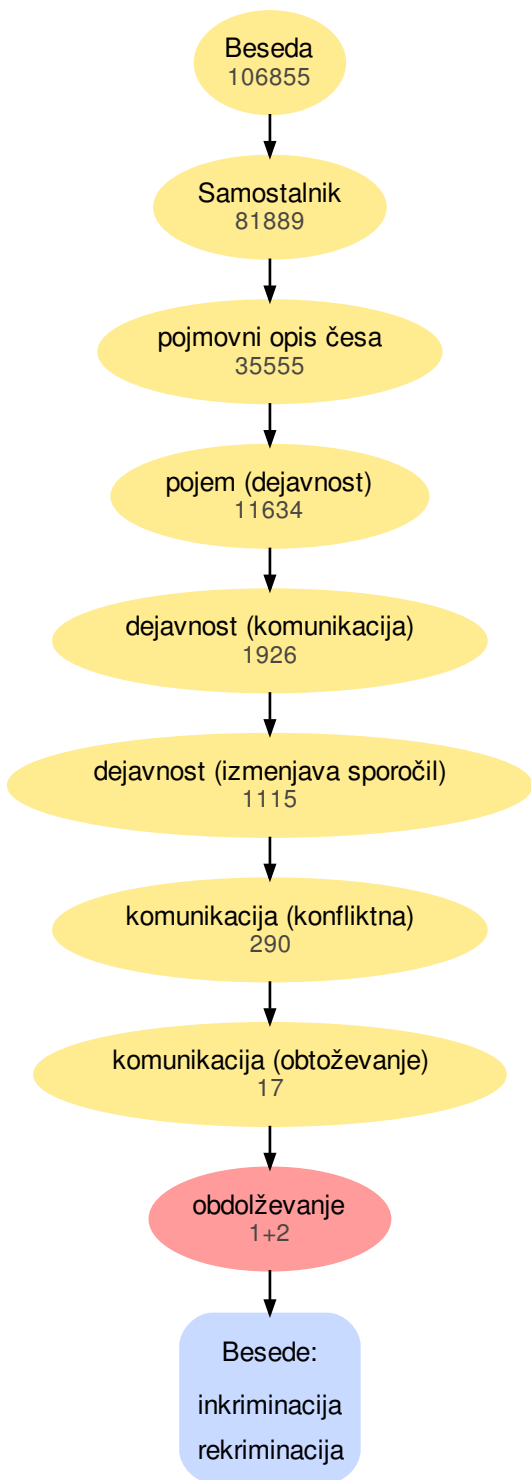 Beseda
106855
Samostalnik
81889
pojmovni opis česa
35555
pojem (dejavnost)
11634
dejavnost (komunikacija)
1926
dejavnost (izmenjava sporočil)
1115
komunikacija (konfliktna)
290
komunikacija (obtoževanje)
17
obdolževanje
1+2
Besede:
inkriminacija
rekriminacija